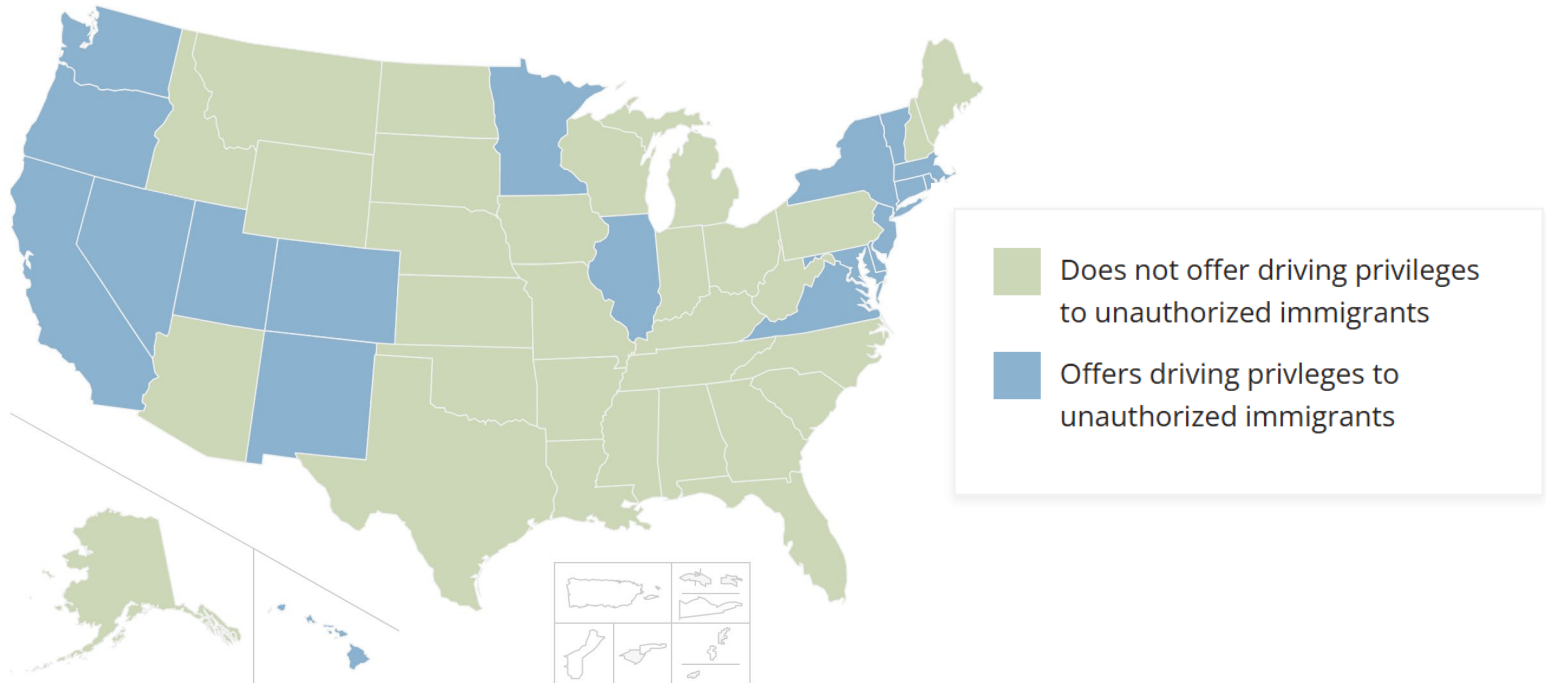 Does not offer driving privileges
to unauthorized immigrants
Offers driving privleges to
unauthorized immigrants